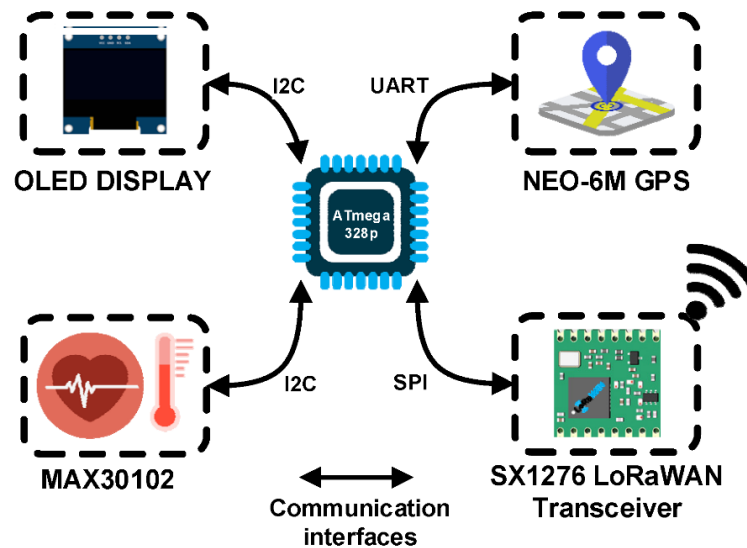 I2C
UART
OLED DISPLAY
NEO-6M GPS
ATmega
328p
I2C
SPI
MAX30102
SX1276 LoRaWAN
Transceiver
Communication
interfaces